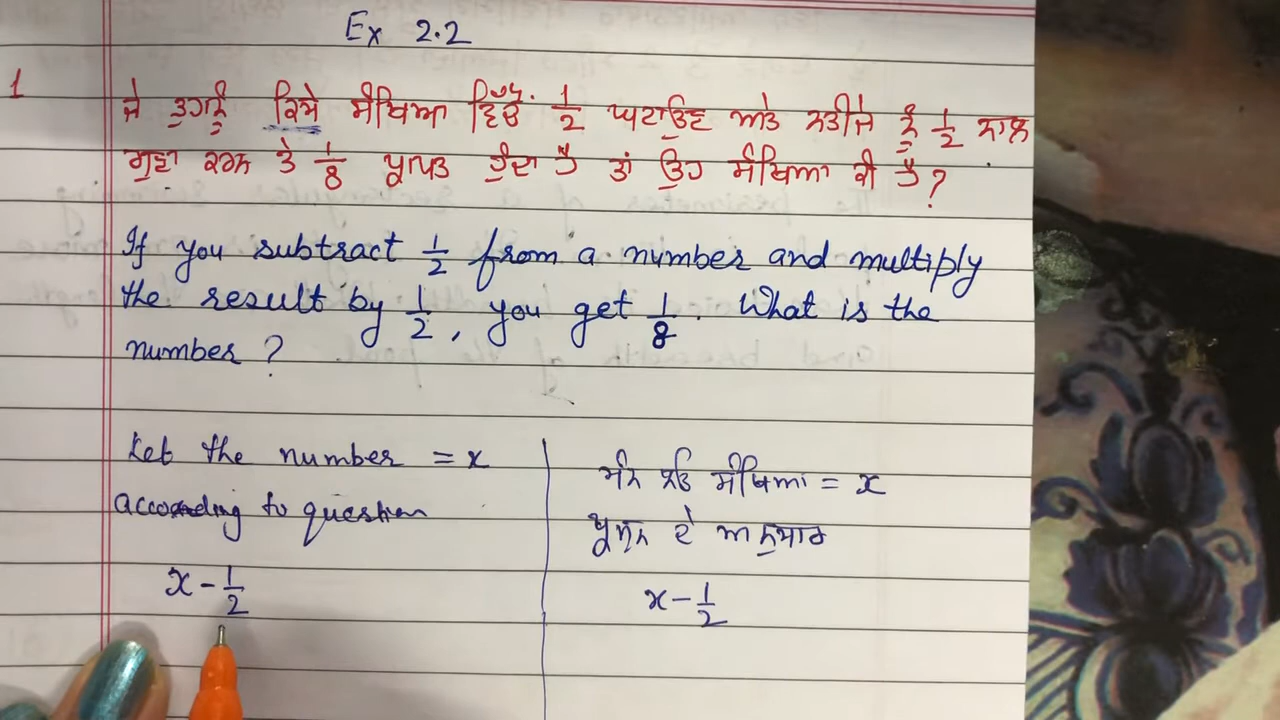 Ex 2.2
1 ਜੇ ਤੁਹਾਨੂੰ ਕਿਸੇ ਸੰਖਿਆ ਵਿੱਚੋਂ 1/2 ਘਟਾਉਣ ਅਤੇ ਨਤੀਜੇ ਨੂੰ 1/2 ਨਾਲ
ਗੁਣਾ ਕਰਨ ਤੇ 1/8 ਪ੍ਰਾਪਤ ਹੁੰਦਾ ਹੈ ਤਾਂ ਉਹ ਸੰਖਿਆ ਕੀ ਹੈ?
If you subtract 1/2 from a number and multiply
the result by 1/2, you get 1/8. What is the
number?
Let the number = x
according to question
x - 1/2
ਮੰਨ ਲਓ ਸੰਖਿਆ = x
ਪ੍ਰਸ਼ਨ ਦੇ ਅਨੁਸਾਰ
x - 1/2